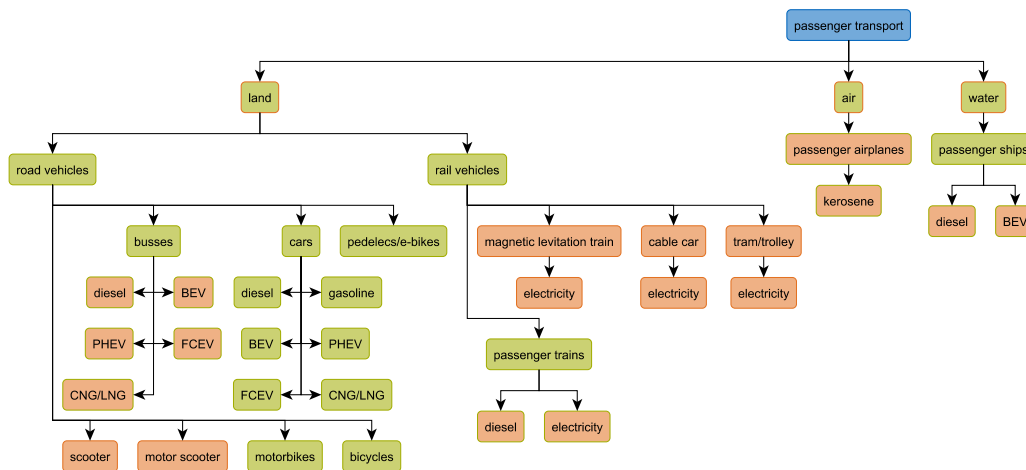 passenger transport
land
air
water
road vehicles
rail vehicles
passenger airplanes
passenger ships
kerosene
diesel
BEV
busses
cars
pedelecs/e-bikes
magnetic levitation train
cable car
tram/trolley
diesel
BEV
diesel
gasoline
electricity
electricity
electricity
PHEV
FCEV
BEV
PHEV
passenger trains
CNG/LNG
FCEV
CNG/LNG
diesel
electricity
scooter
motor scooter
motorbikes
bicycles